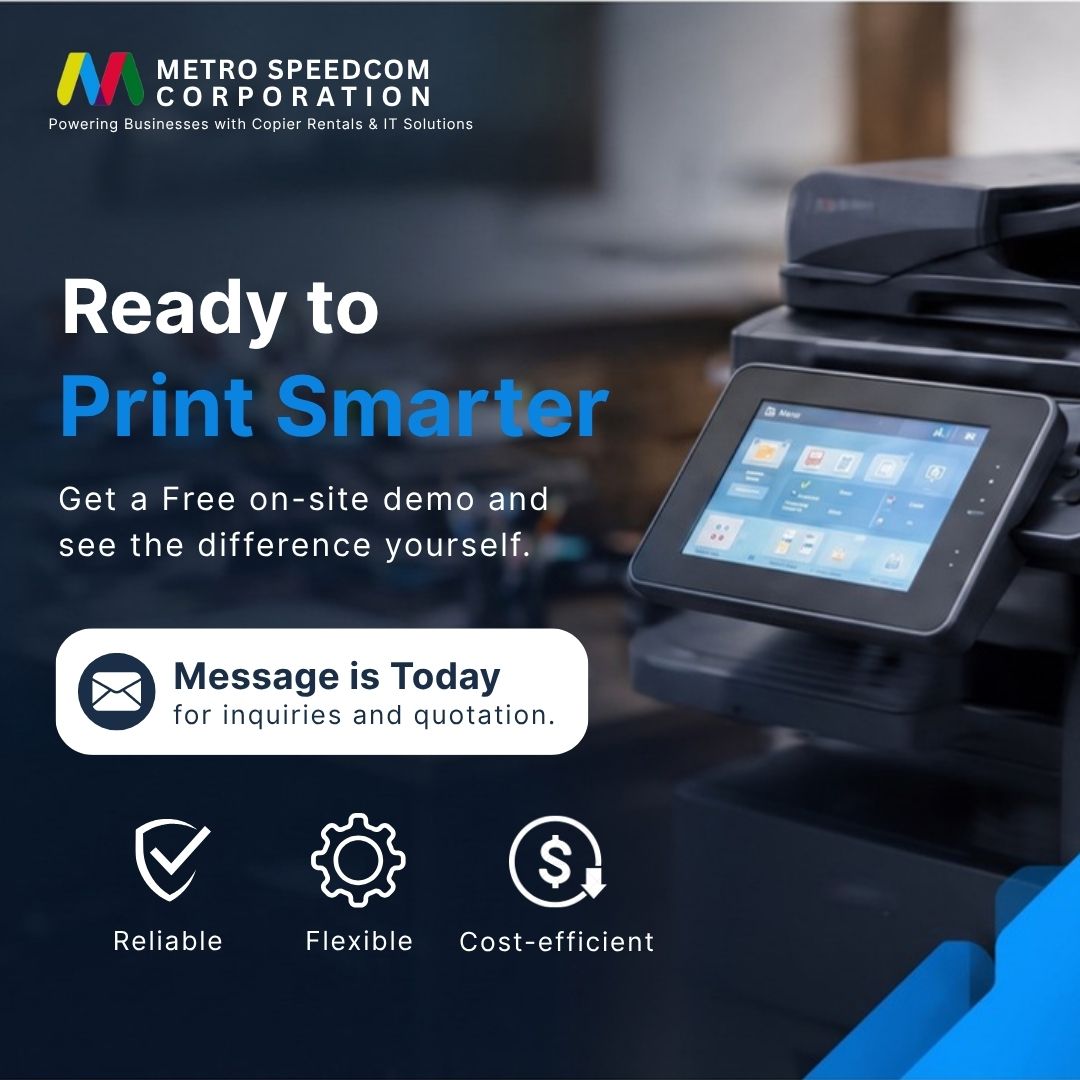 METRO SPEEDCOM
CORPORATION
Powering Businesses with Copier Rentals & IT Solutions
Ready to
Print Smarter
Get a Free on-site demo and
see the difference yourself.
Message is Today
for inquiries and quotation.
Reliable
Flexible
Cost-efficient
Menu